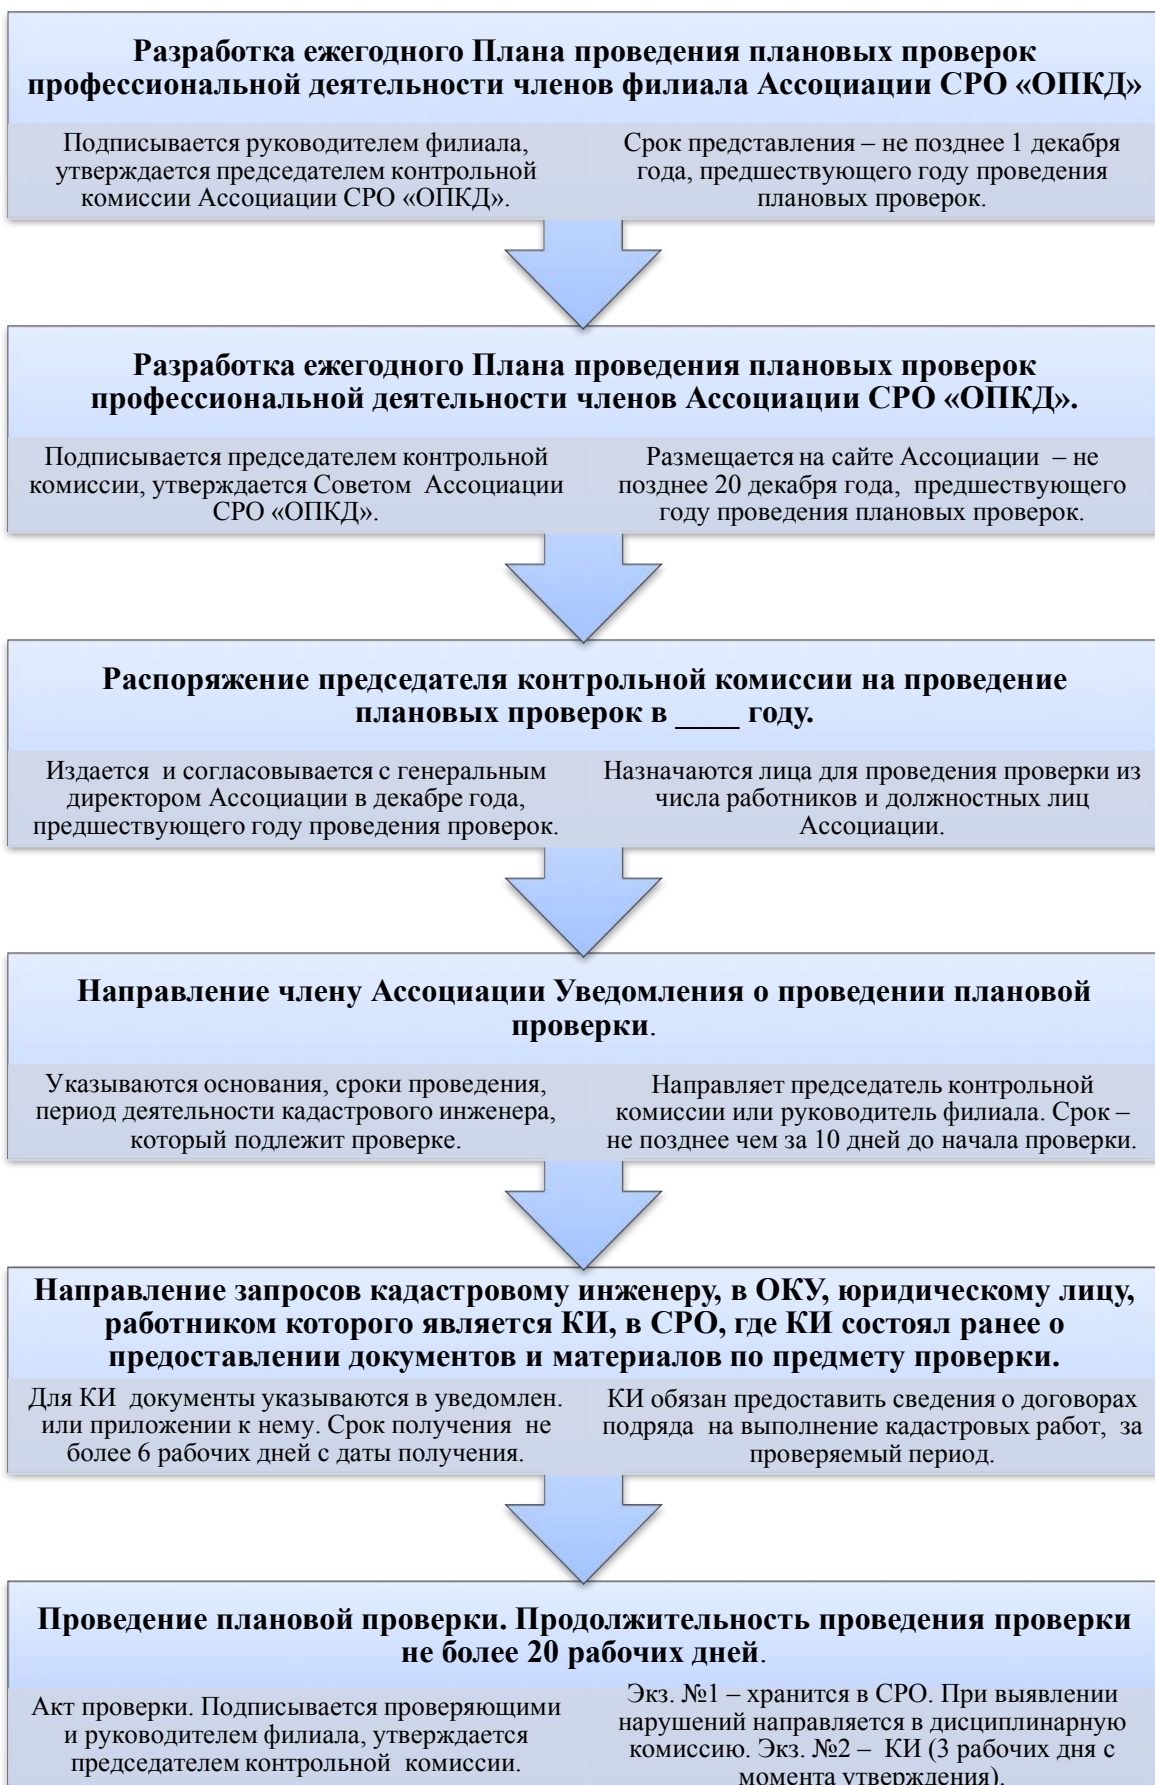 Разработка ежегодного Плана проведения плановых проверок
профессиональной деятельности членов филиала Ассоциации СРО «ОПКД»
Подписывается руководителем филиала,
утверждается председателем контрольной
комиссии Ассоциации СРО «ОПКД».
Срок представления – не позднее 1 декабря
года, предшествующего году проведения
плановых проверок.
Разработка ежегодного Плана проведения плановых проверок
профессиональной деятельности членов Ассоциации СРО «ОПКД».
Подписывается председателем контрольной
комиссии, утверждается Советом Ассоциации
СРО «ОПКД».
Размещается на сайте Ассоциации – не
позднее 20 декабря года, предшествующего
году проведения плановых проверок.
Распоряжение председателя контрольной комиссии на проведение
плановых проверок в ____ году.
Издается и согласовывается с генеральным
директором Ассоциации в декабре года,
предшествующего году проведения проверок.
Назначаются лица для проведения проверки из
числа работников и должностных лиц
Ассоциации.
Направление члену Ассоциации Уведомления о проведении плановой
проверки.
Указываются основания, сроки проведения,
период деятельности кадастрового инженера,
который подлежит проверке.
Направляет председатель контрольной
комиссии или руководитель филиала. Срок –
не позднее чем за 10 дней до начала проверки.
Направление запросов кадастровому инженеру, в ОКУ, юридическому лицу,
работником которого является КИ, в СРО, где КИ состоял ранее о
предоставлении документов и материалов по предмету проверки.
Для КИ документы указываются в уведомлен.
или приложении к нему. Срок получения не
более 6 рабочих дней с даты получения.
КИ обязан предоставить сведения о договорах
подряда на выполнение кадастровых работ, за
проверяемый период.
Проведение плановой проверки. Продолжительность проведения проверки
не более 20 рабочих дней.
Акт проверки. Подписывается проверяющими
и руководителем филиала, утверждается
председателем контрольной комиссии.
Экз. №1 – хранится в СРО. При выявлении
нарушений направляется в дисциплинарную
комиссию. Экз. №2 – КИ (3 рабочих дня с
момента утверждения).